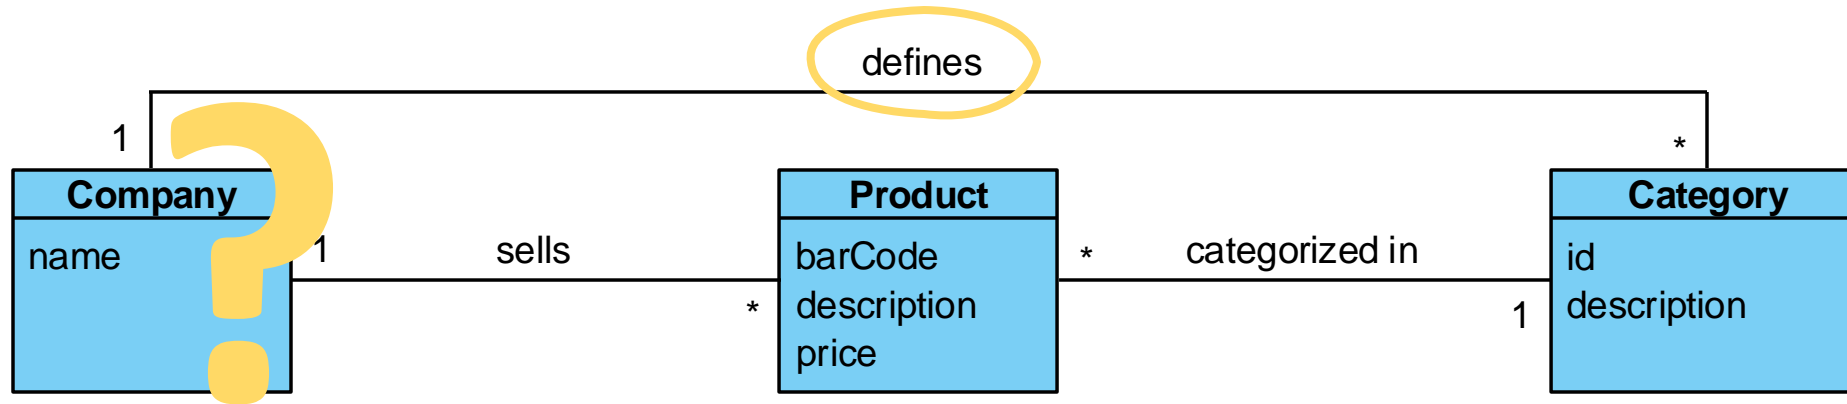 defines
1
*
Company
Product
Category
name
1
sells
barCode
*
categorized in
id
*
description
1
description
price
?